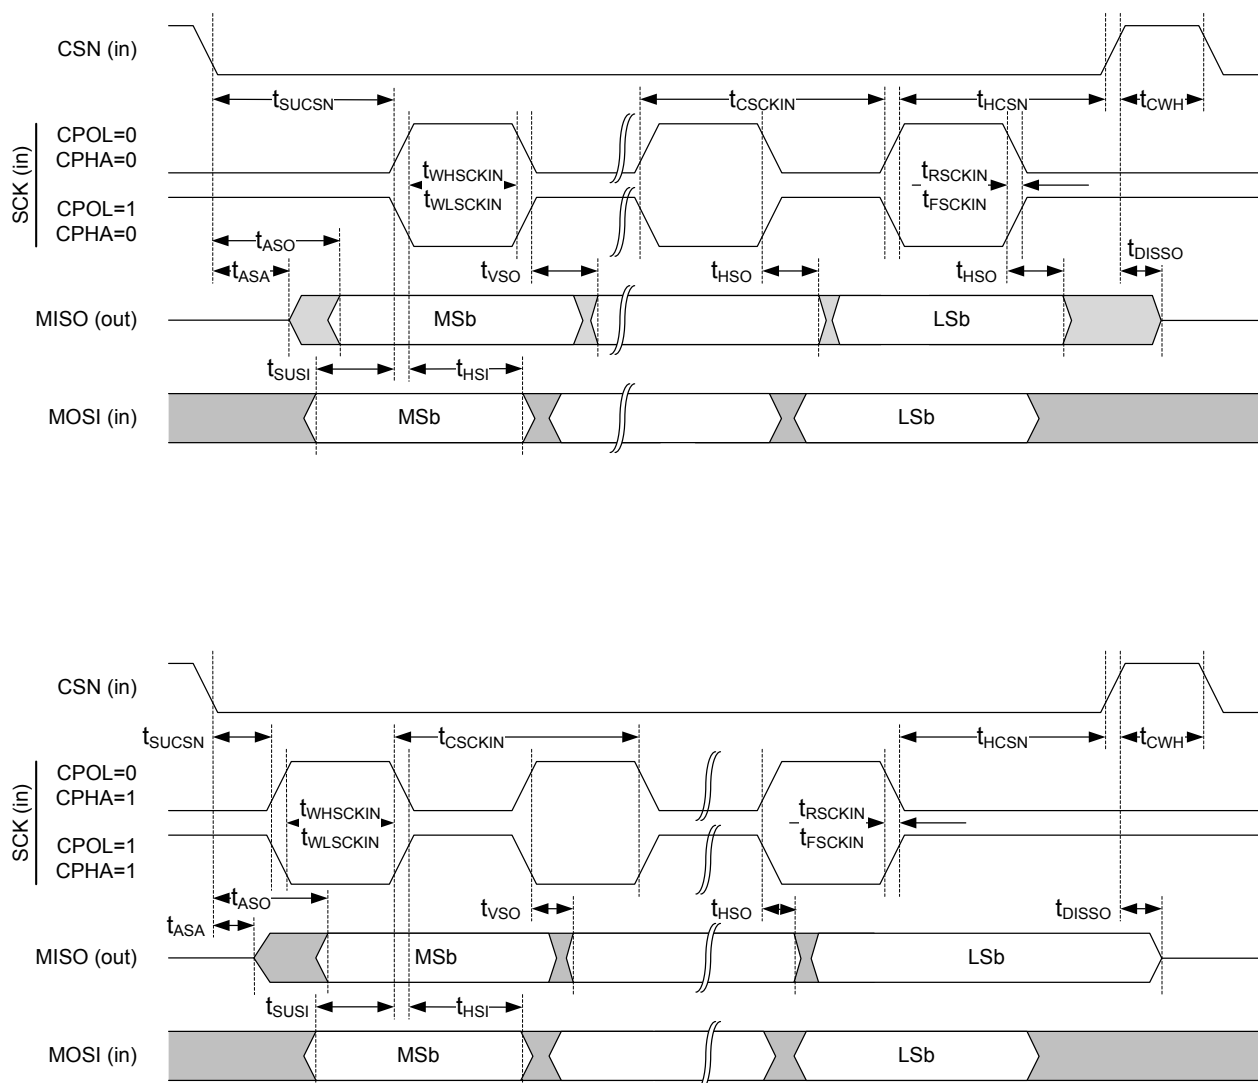 CSN (in)
tSUCSN
tCSCKIN
tHCSN
tCWH
SCK (in)
CPOL=0
CPHA=0
tWHSCKIN
tRSCKIN
CPOL=1
CPHA=0
tWLSCKIN
tFSCKIN
tASO
tASA
tVSO
tHSO
tHSO
tDISSO
MISO (out)
MSb
LSb
tSUSI
tHSI
MOSI (in)
MSb
LSb
CSN (in)
tSUCSN
tCSCKIN
tHCSN
tCWH
SCK (in)
CPOL=0
CPHA=1
tWHSCKIN
tRSCKIN
CPOL=1
CPHA=1
tWLSCKIN
tFSCKIN
tASO
tASA
tVSO
tHSO
tDISSO
MISO (out)
MSb
LSb
tSUSI
tHSI
MOSI (in)
MSb
LSb